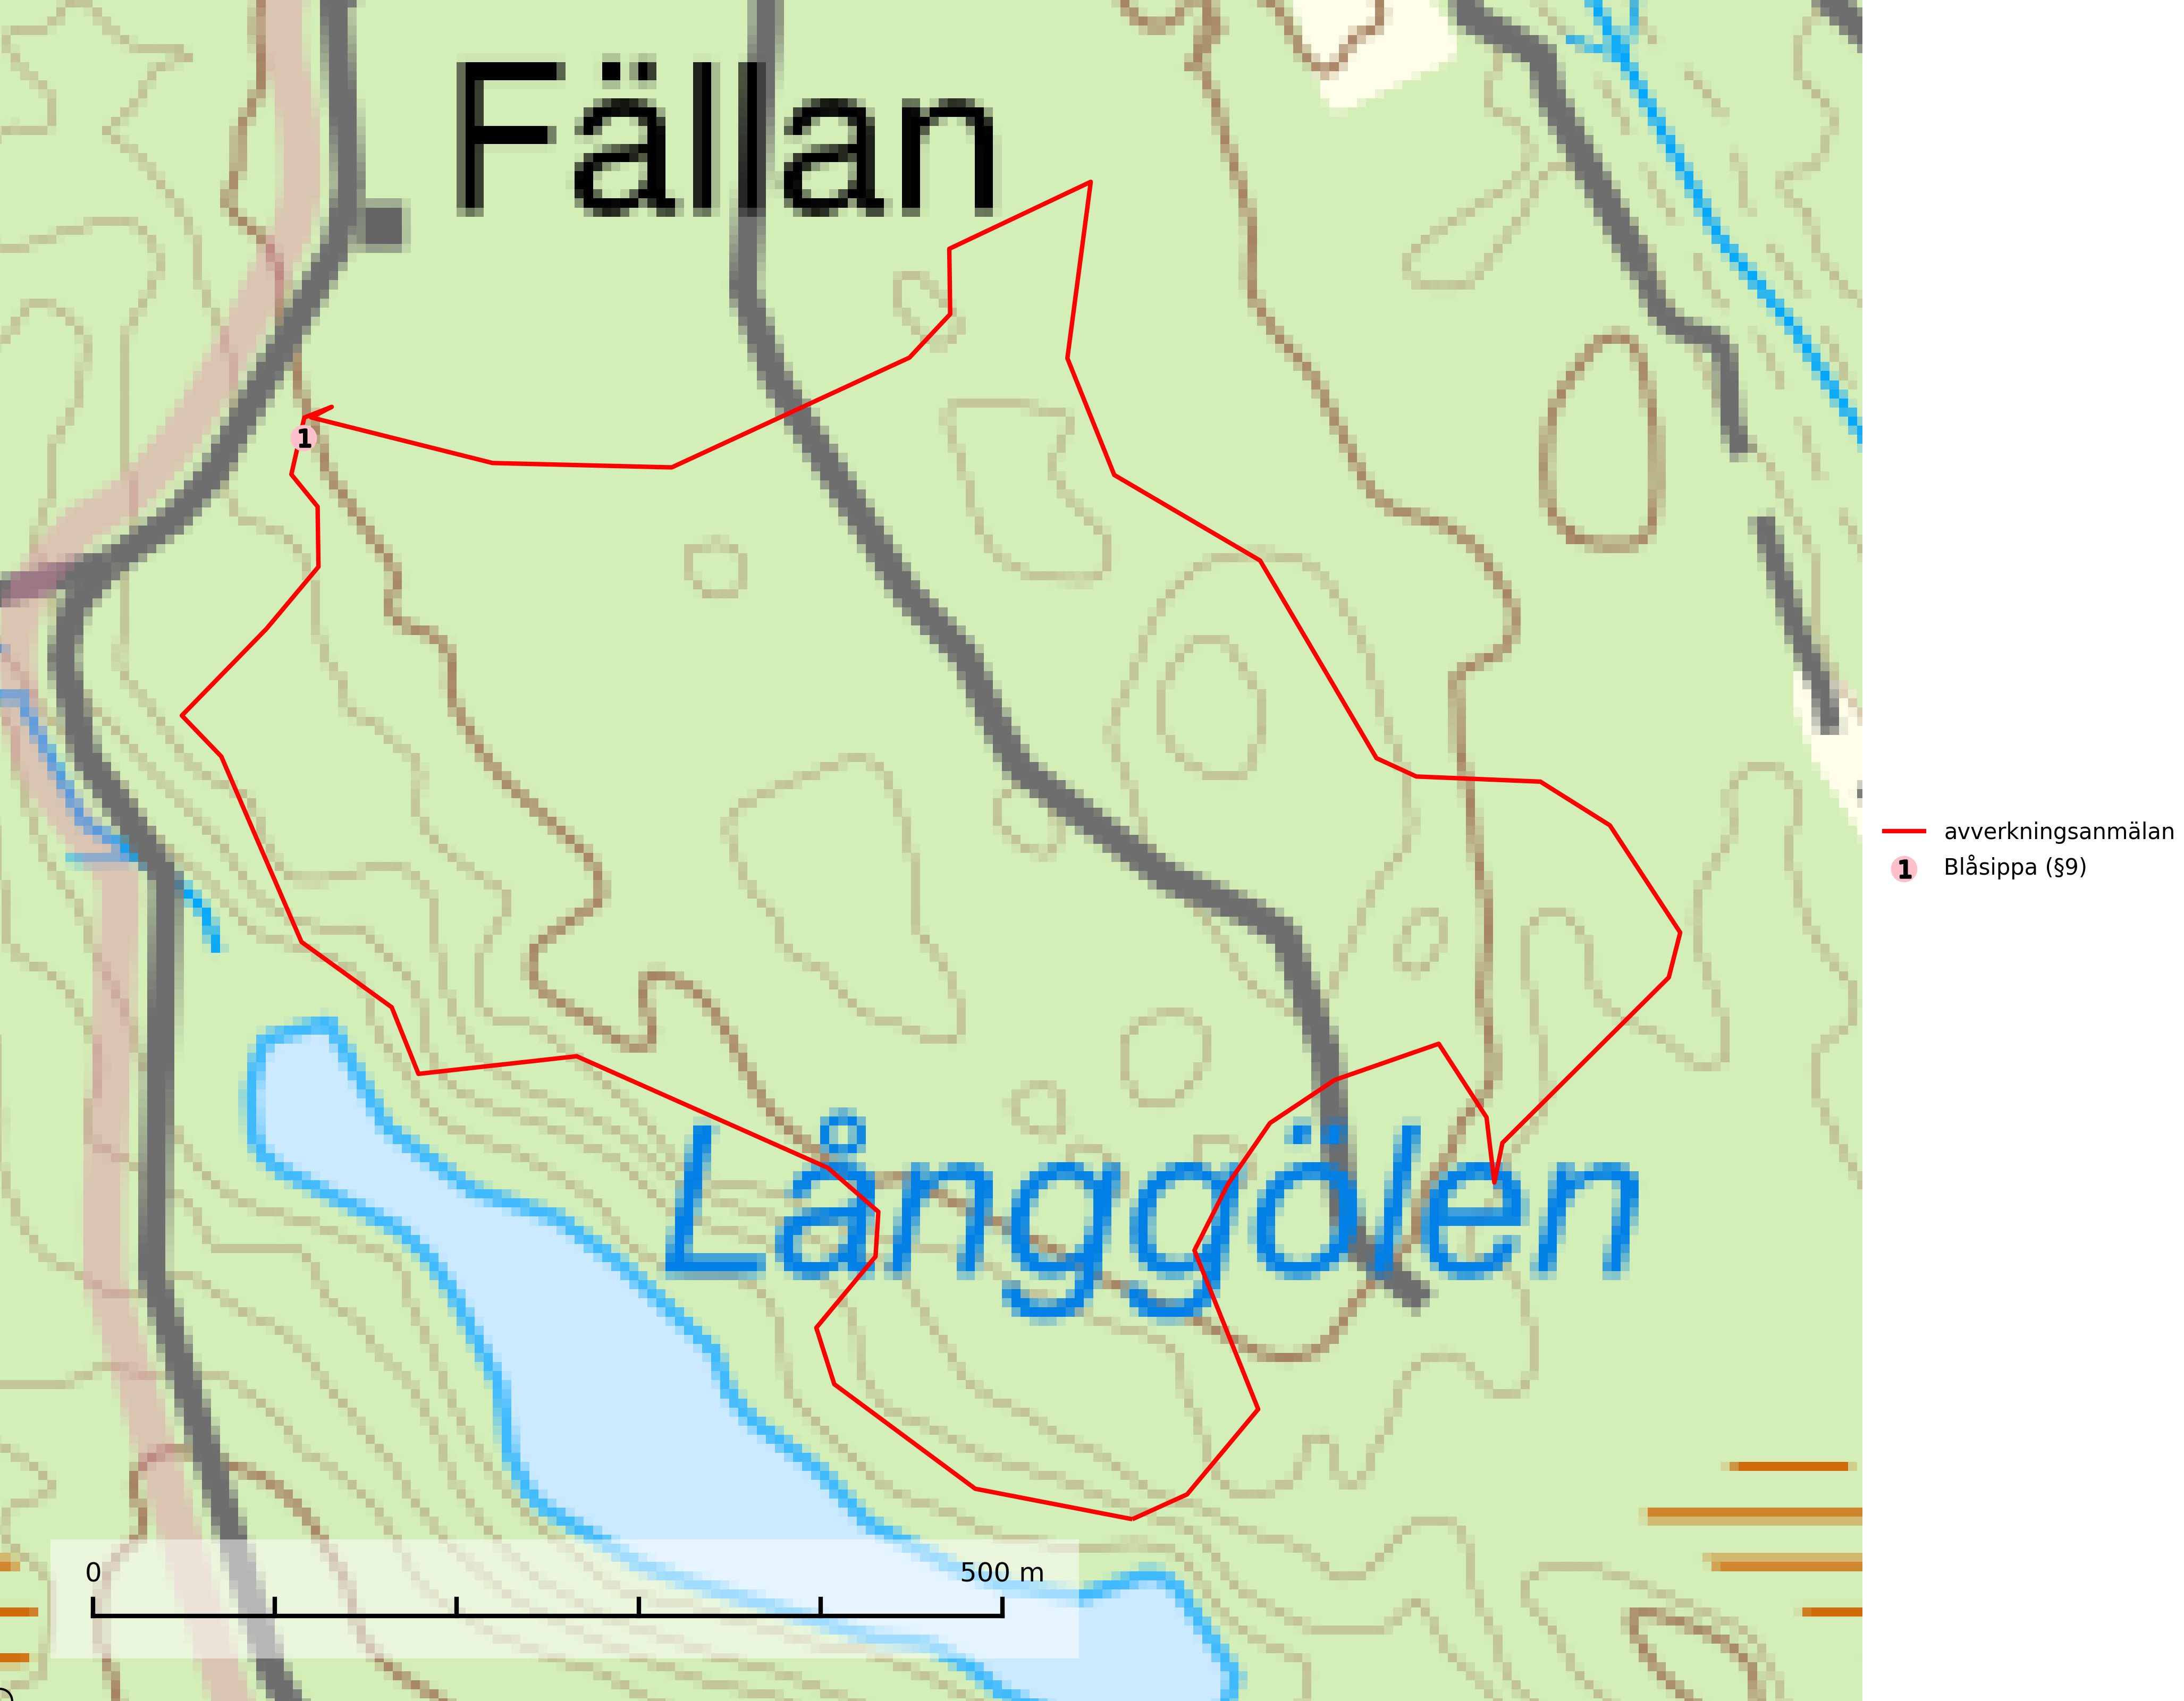 Fällan
1
Långgölen
avverkningsanmälan
1 Blåsippa (§9)
0 500 m